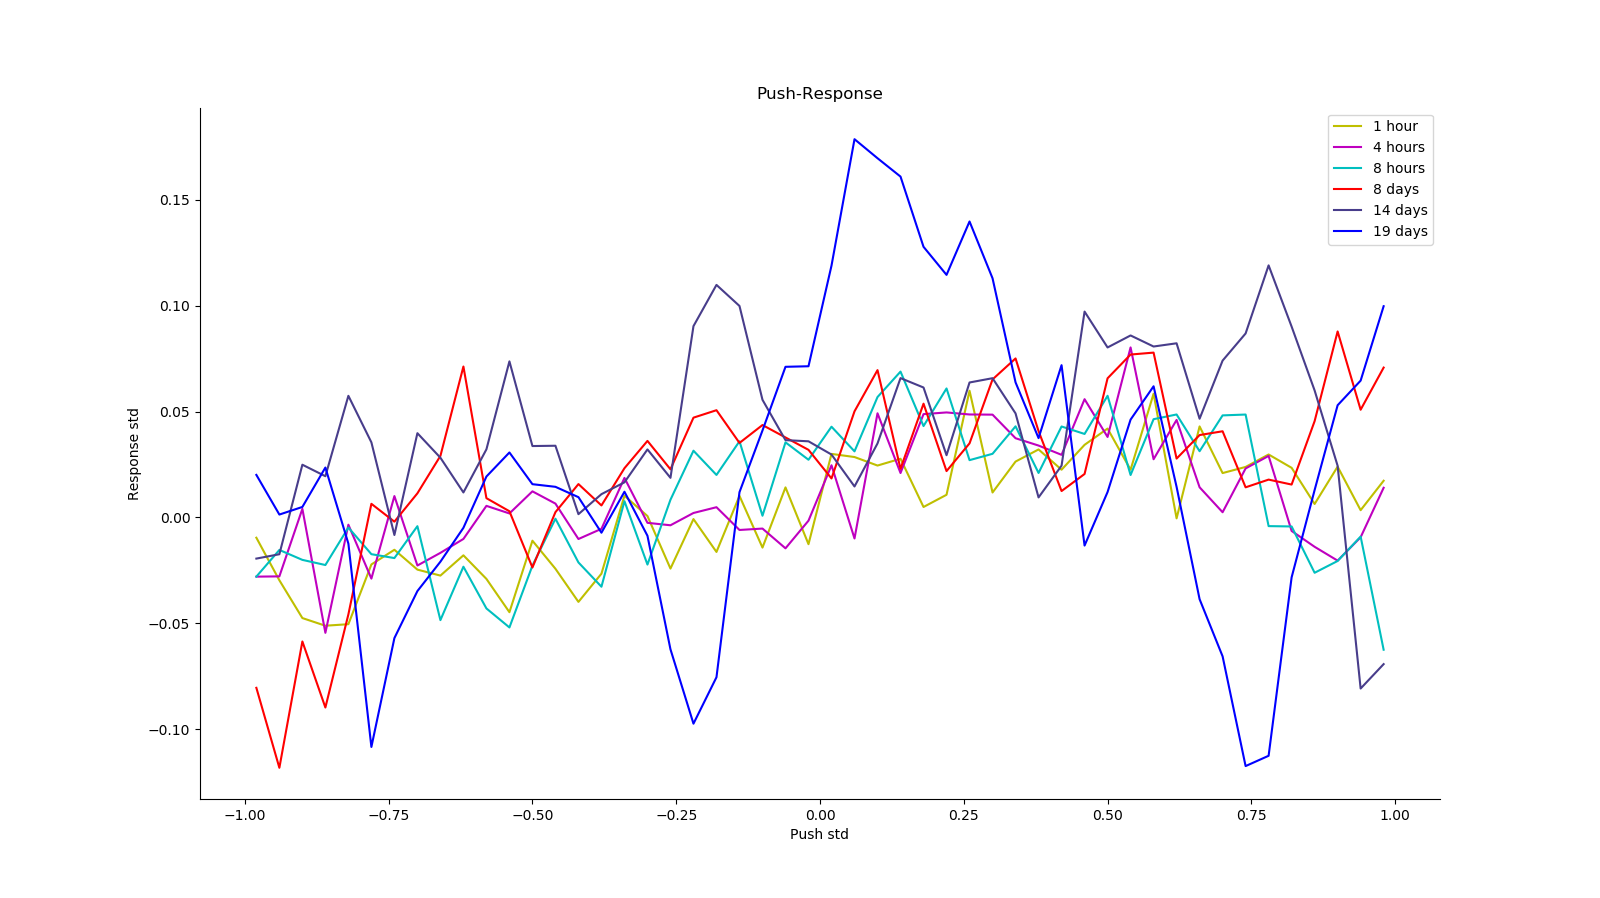 Push-Response
1 hour
4 hours
8 hours
8 days
14 days
19 days
Response std
0.15
0.10
0.05
0.00
−0.05
−0.10
−1.00 −0.75 −0.50 −0.25 0.00 0.25 0.50 0.75 1.00
Push std